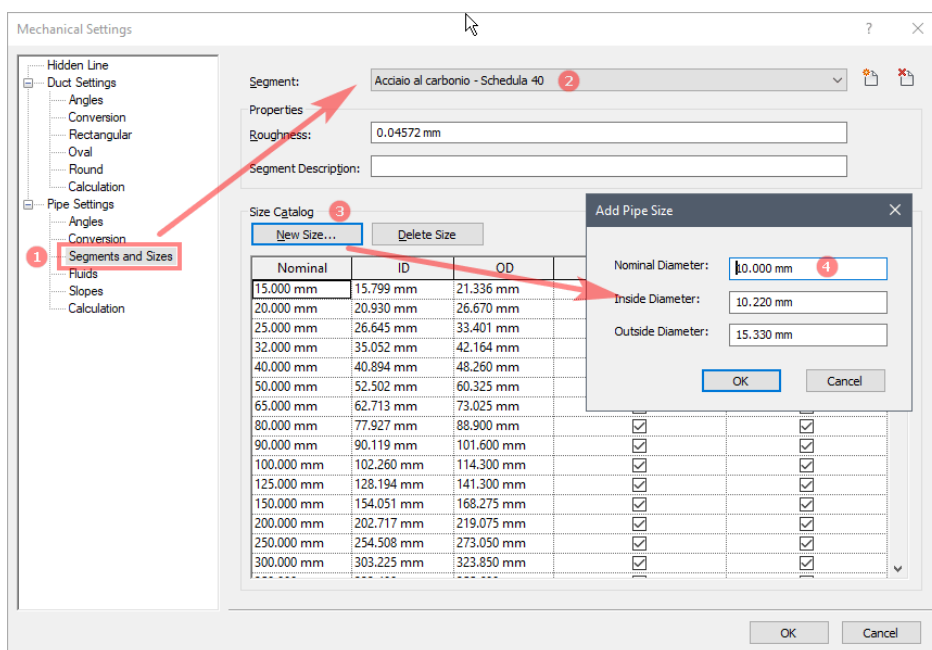 Mechanical Settings
?
Hidden Line
Duct Settings
Angles
Conversion
Rectangular
Oval
Round
Calculation
Pipe Settings
Angles
Conversion
1
Segments and Sizes
Fluids
Slopes
Calculation
Segment:
Acciaio al carbonio - Schedula 40
2
Properties
Roughness:
0.04572 mm
Segment Description:
Size Catalog
3
New Size...
Delete Size
Nominal ID OD
15.000 mm 15.799 mm 21.336 mm
20.000 mm 20.930 mm 26.670 mm
25.000 mm 26.645 mm 33.401 mm
32.000 mm 35.052 mm 42.164 mm
40.000 mm 40.894 mm 48.260 mm
50.000 mm 52.502 mm 60.325 mm
65.000 mm 62.713 mm 73.025 mm
80.000 mm 77.927 mm 88.900 mm
90.000 mm 90.119 mm 101.600 mm
100.000 mm 102.260 mm 114.300 mm
125.000 mm 128.194 mm 141.300 mm
150.000 mm 154.051 mm 168.275 mm
200.000 mm 202.717 mm 219.075 mm
250.000 mm 254.508 mm 273.050 mm
300.000 mm 303.225 mm 323.850 mm
Add Pipe Size
Nominal Diameter:
10.000 mm
4
Inside Diameter:
10.220 mm
Outside Diameter:
15.330 mm
OK
Cancel
OK
Cancel